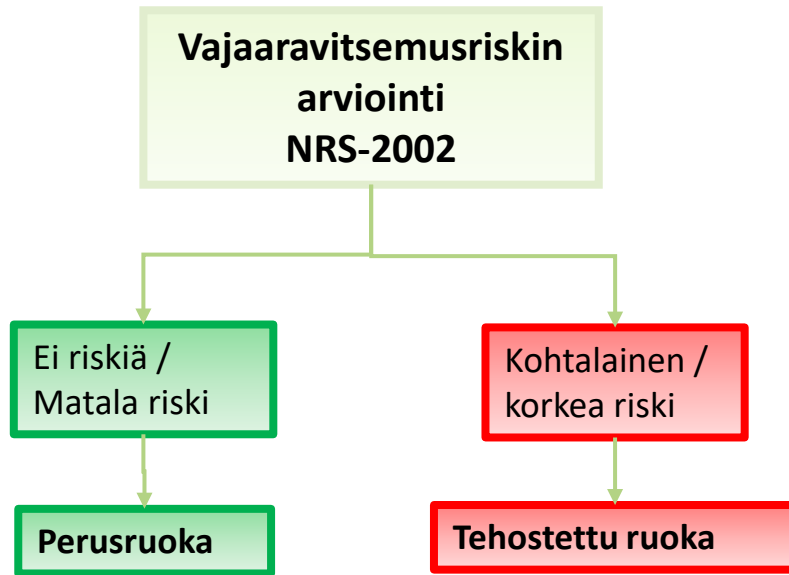 Vajaaravitsemusriskin
arviointi
NRS-2002
Ei riskiä /
Matala riski
Kohtalainen /
korkea riski
Perusruoka
Tehostettu ruoka